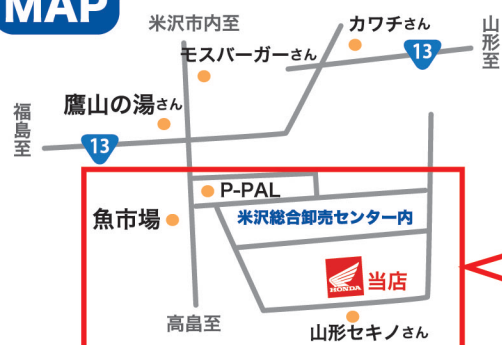 MAP
米沢市内至
カワチさん
山形至
モスバーガーさん
13
鷹山の湯さん
福島至
13
P-PAL
魚市場
米沢総合卸売センター内
HONDA
当店
高畠至
山形セキノさん